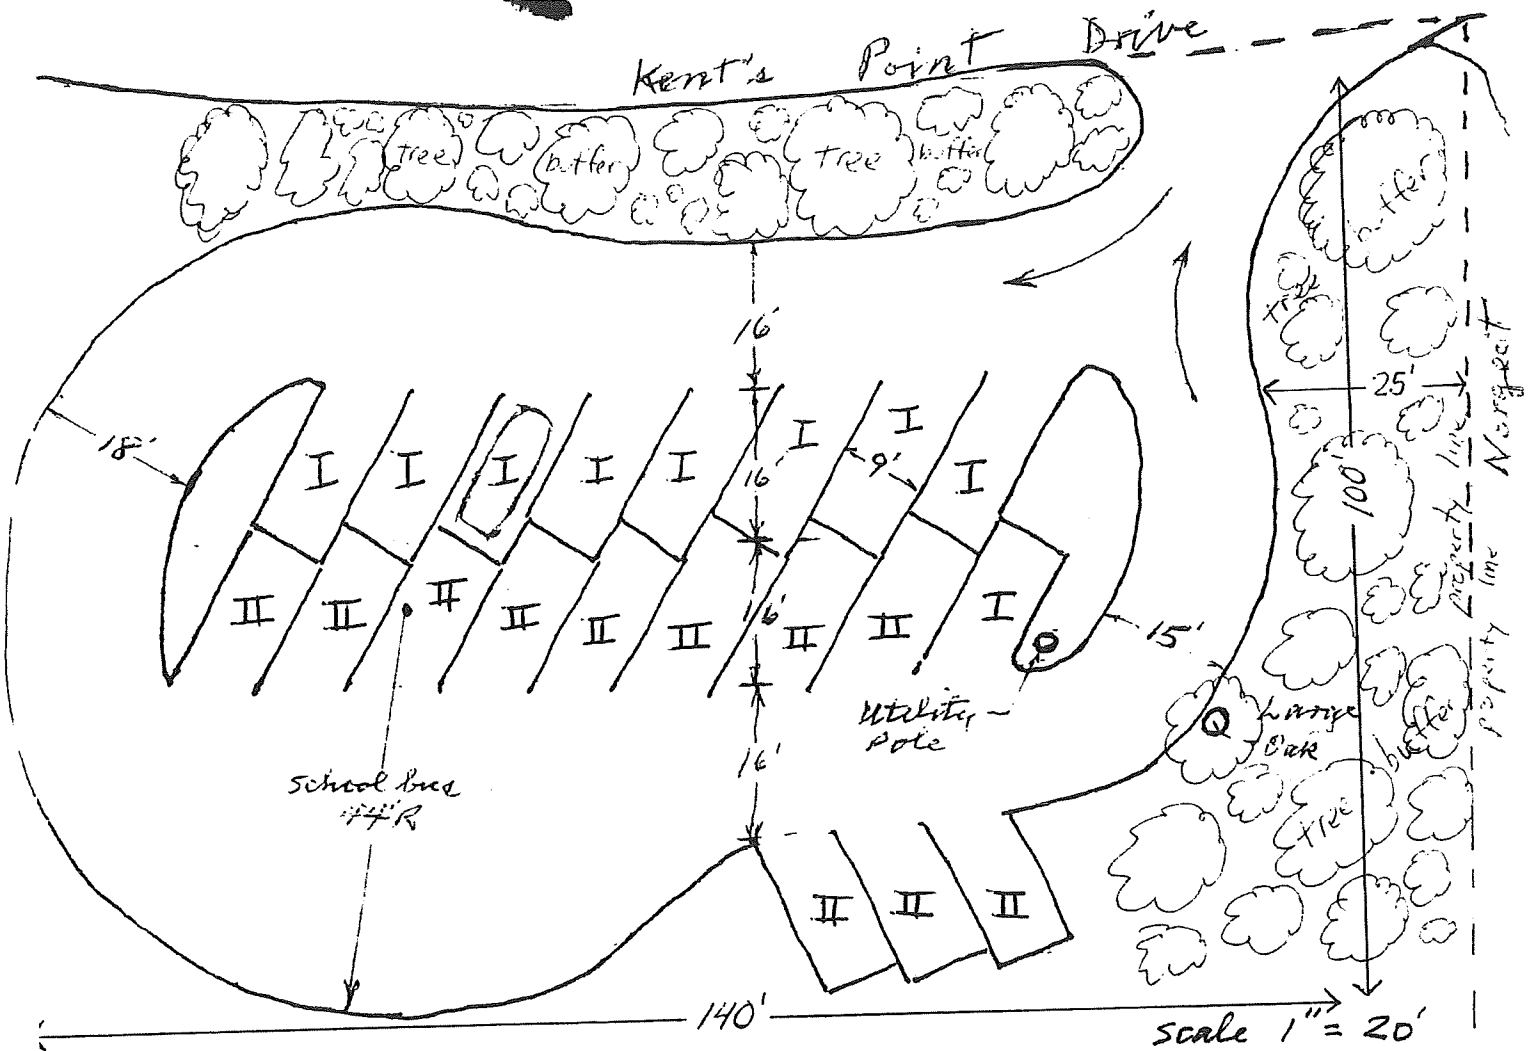 Kent's Point Drive
tree
buffer
tree
buffer
buffer
tree
16'
25'
18'
I
I
I
I
I
I
I
I
9'
16
100'
property line
property line
Norgeot
II
II
II
II
II
II
II
II
I
16'
15'
Utility
Pole
Large
Oak
buffer
tree
16'
School bus
44'R
II
II
II
140'
scale 1"= 20'